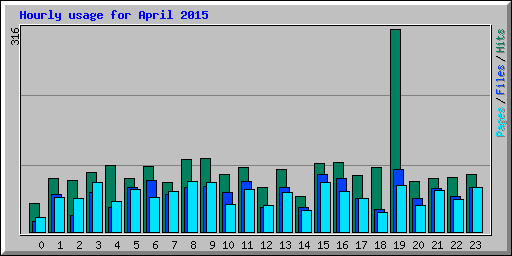 Hourly usage for April 2015
316
Pages / Files / Hits
0 1 2 3 4 5 6 7 8 9 10 11 12 13 14 15 16 17 18 19 20 21 22 23